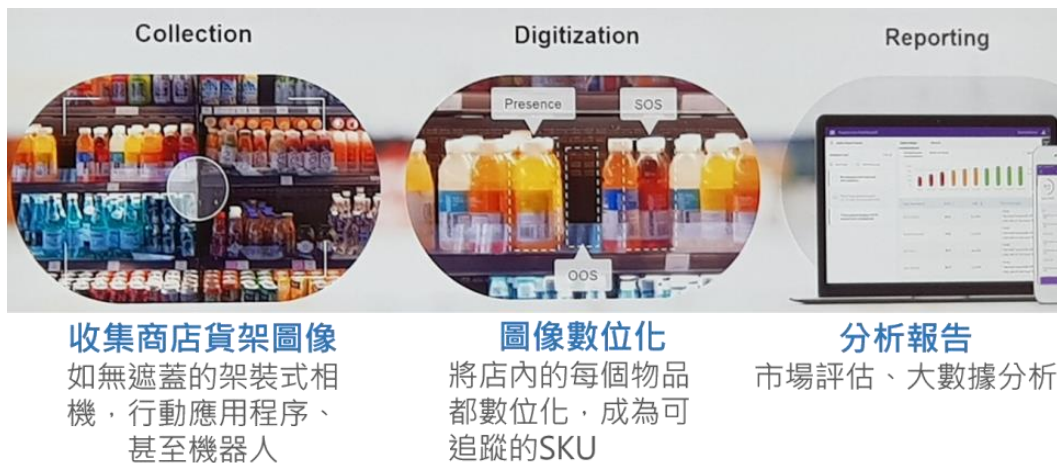 Collection
Digitization
Reporting
Presence
SOS
OOS
收集商店貨架圖像
如無遮蓋的架裝式相
機，行動應用程序、
甚至機器人
圖像數位化
將店內的每個物品
都數位化，成為可
追蹤的SKU
分析報告
市場評估、大數據分析